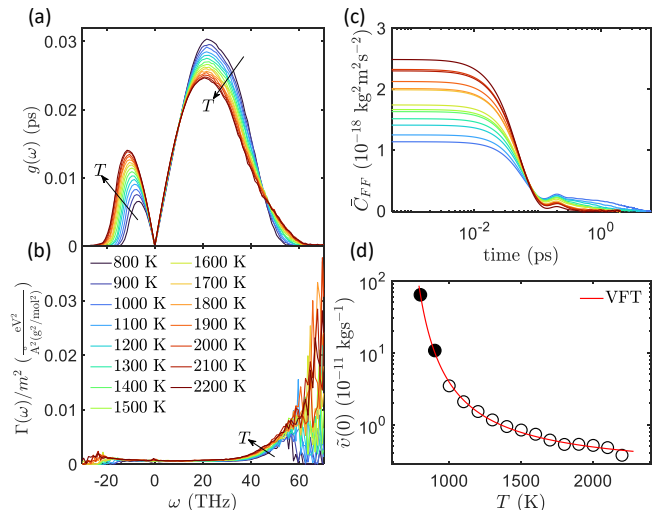 (a)
0.03
0.02
0.01
0
g(ω) (ps)
T
T
(b)
0.03
0.02
0.01
0
Γ(ω)/m² (eV²/Å²(g²/mol²))
800 K
900 K
1000 K
1100 K
1200 K
1300 K
1400 K
1500 K
1600 K
1700 K
1800 K
1900 K
2000 K
2100 K
2200 K
T
-30 0 20 40 60
ω (THz)
(c)
3
2
1
0
C̄_FF (10⁻¹⁸ kg²m²s⁻²)
10⁻² 10⁰
time (ps)
(d)
10²
10¹
10⁰
ν̃(0) (10⁻¹¹ kgs⁻¹)
VFT
1000 1500 2000
T (K)